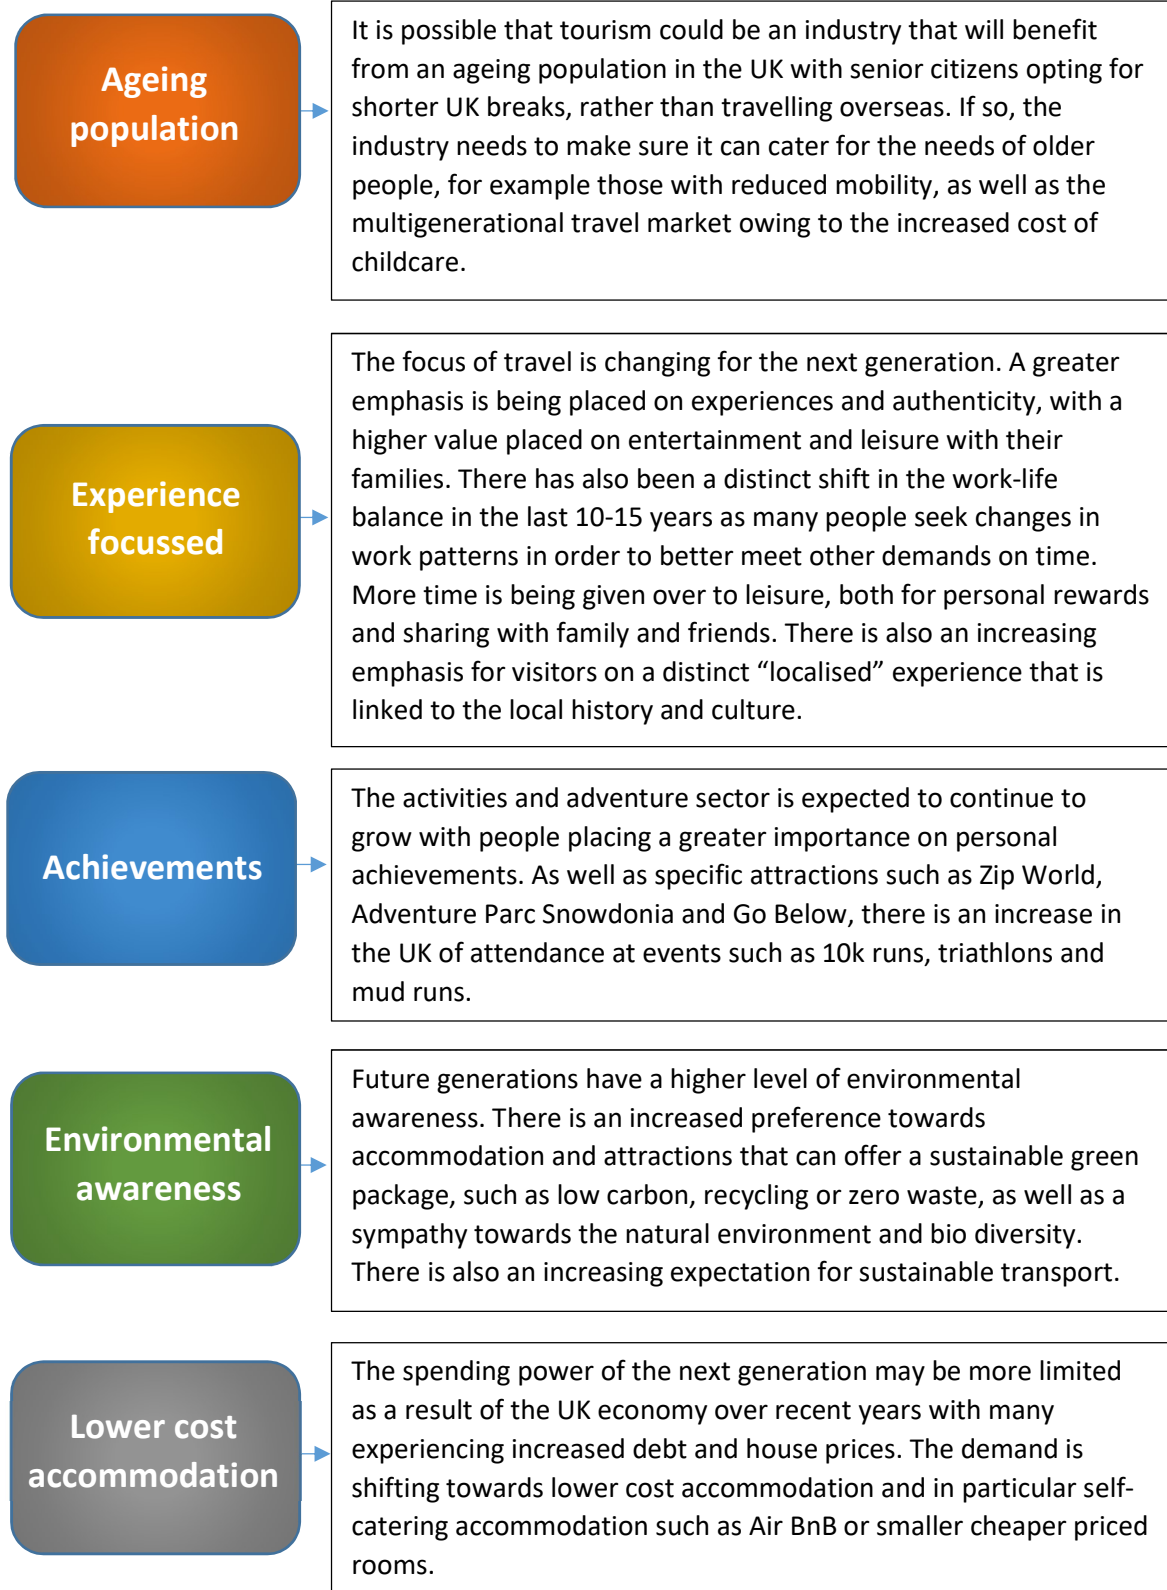 Ageing
population
It is possible that tourism could be an industry that will benefit
from an ageing population in the UK with senior citizens opting for
shorter UK breaks, rather than travelling overseas. If so, the
industry needs to make sure it can cater for the needs of older
people, for example those with reduced mobility, as well as the
multigenerational travel market owing to the increased cost of
childcare.
Experience
focussed
The focus of travel is changing for the next generation. A greater
emphasis is being placed on experiences and authenticity, with a
higher value placed on entertainment and leisure with their
families. There has also been a distinct shift in the work-life
balance in the last 10-15 years as many people seek changes in
work patterns in order to better meet other demands on time.
More time is being given over to leisure, both for personal rewards
and sharing with family and friends. There is also an increasing
emphasis for visitors on a distinct “localised” experience that is
linked to the local history and culture.
Achievements
The activities and adventure sector is expected to continue to
grow with people placing a greater importance on personal
achievements. As well as specific attractions such as Zip World,
Adventure Parc Snowdonia and Go Below, there is an increase in
the UK of attendance at events such as 10k runs, triathlons and
mud runs.
Environmental
awareness
Future generations have a higher level of environmental
awareness. There is an increased preference towards
accommodation and attractions that can offer a sustainable green
package, such as low carbon, recycling or zero waste, as well as a
sympathy towards the natural environment and bio diversity.
There is also an increasing expectation for sustainable transport.
Lower cost
accommodation
The spending power of the next generation may be more limited
as a result of the UK economy over recent years with many
experiencing increased debt and house prices. The demand is
shifting towards lower cost accommodation and in particular self-
catering accommodation such as Air BnB or smaller cheaper priced
rooms.